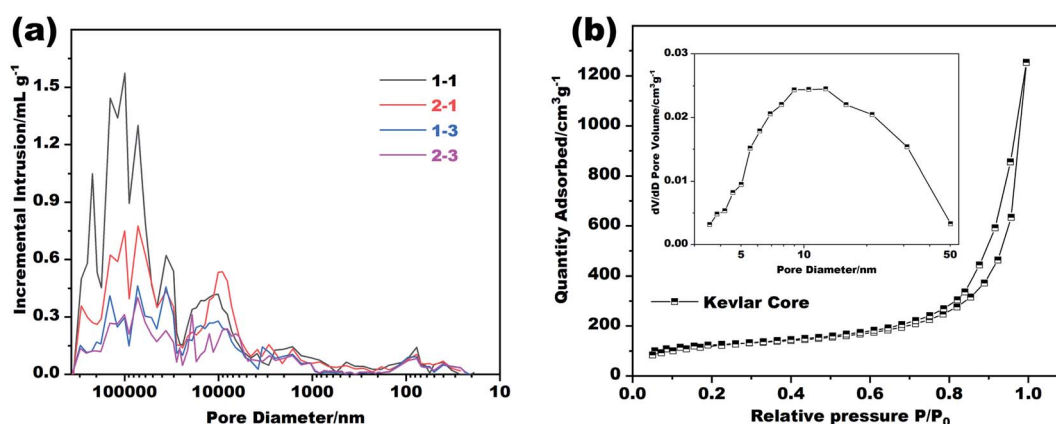 (a)
Incremental Intrusion/mL g⁻¹
1.5
1.2
0.9
0.6
0.3
0.0
1-1
2-1
1-3
2-3
100000 10000 1000 100 10
Pore Diameter/nm
(b)
Quantity Adsorbed/cm³g⁻¹
1200
1000
800
600
400
200
0
dV/dD Pore Volume/cm³g⁻¹
0.03
0.02
0.01
0.00
5 10 50
Pore Diameter/nm
Kevlar Core
0.0 0.2 0.4 0.6 0.8 1.0
Relative pressure P/P₀